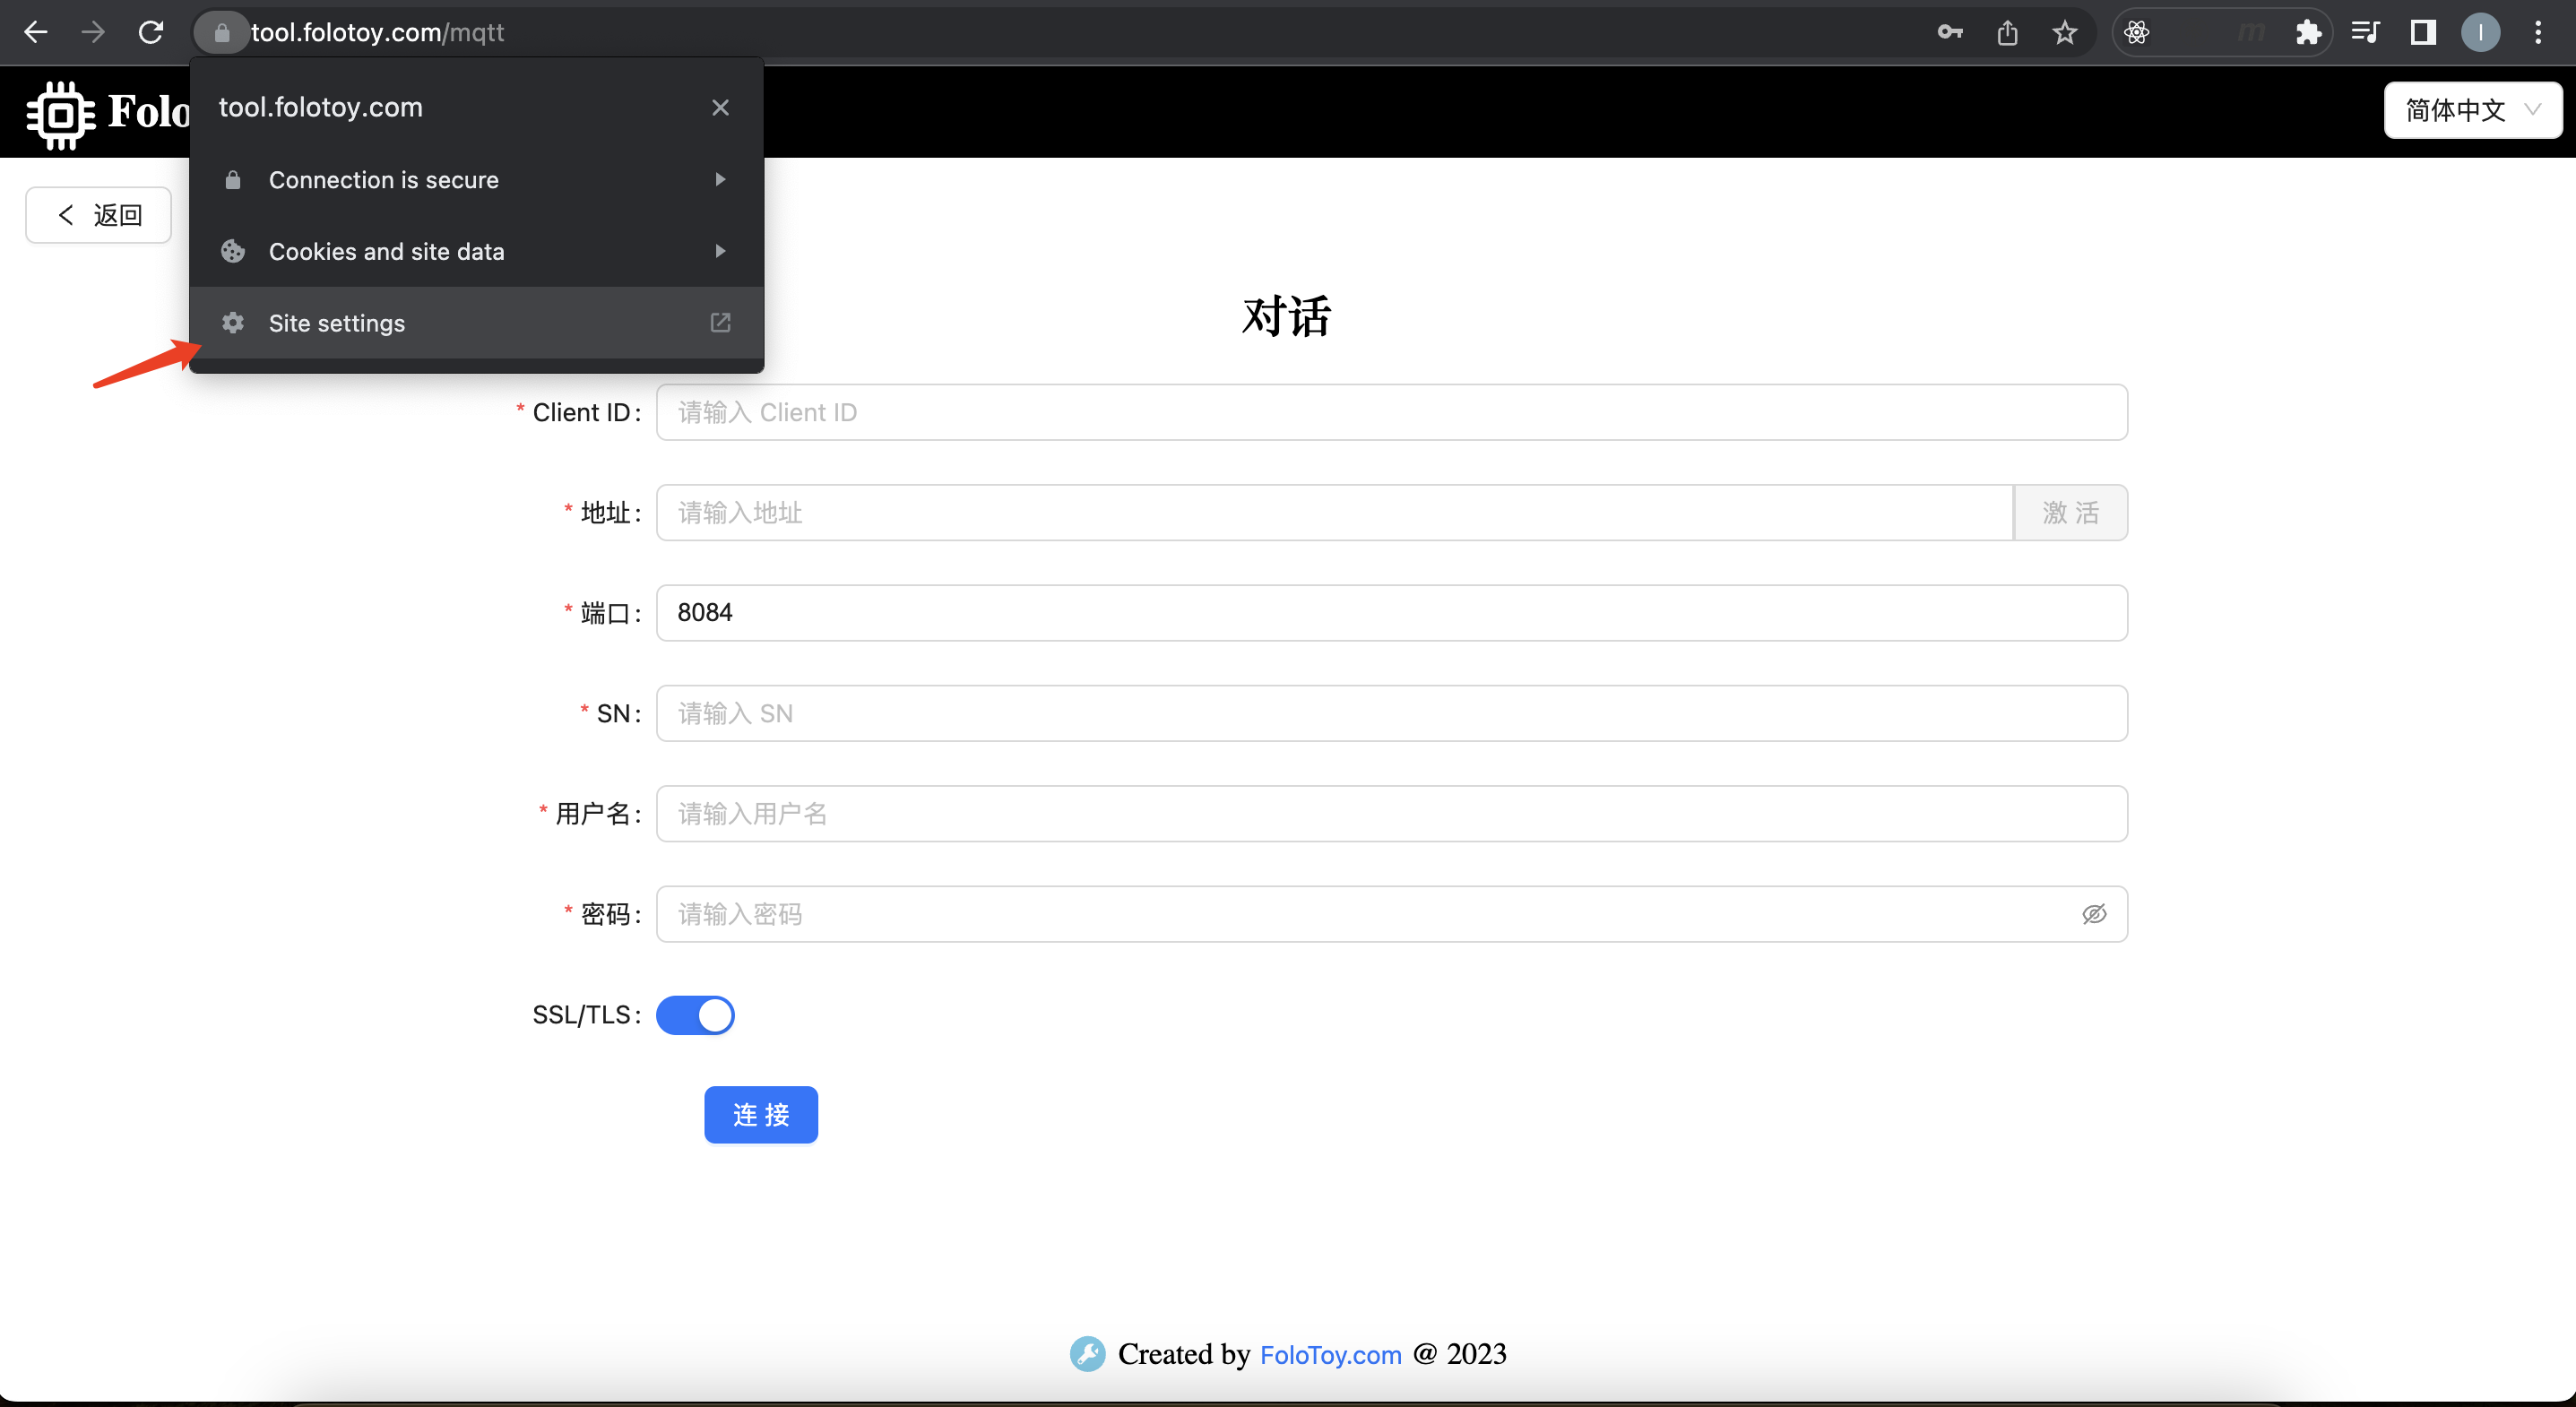 tool.folotoy.com/mqtt
I
tool.folotoy.com
Folo
简体中文
Connection is secure
返回
Cookies and site data
Site settings
对话
* Client ID: 请输入 Client ID
* 地址: 请输入地址 激 活
* 端口: 8084
* SN: 请输入 SN
* 用户名: 请输入用户名
* 密码: 请输入密码
SSL/TLS:
连 接
Created by FoloToy.com @ 2023